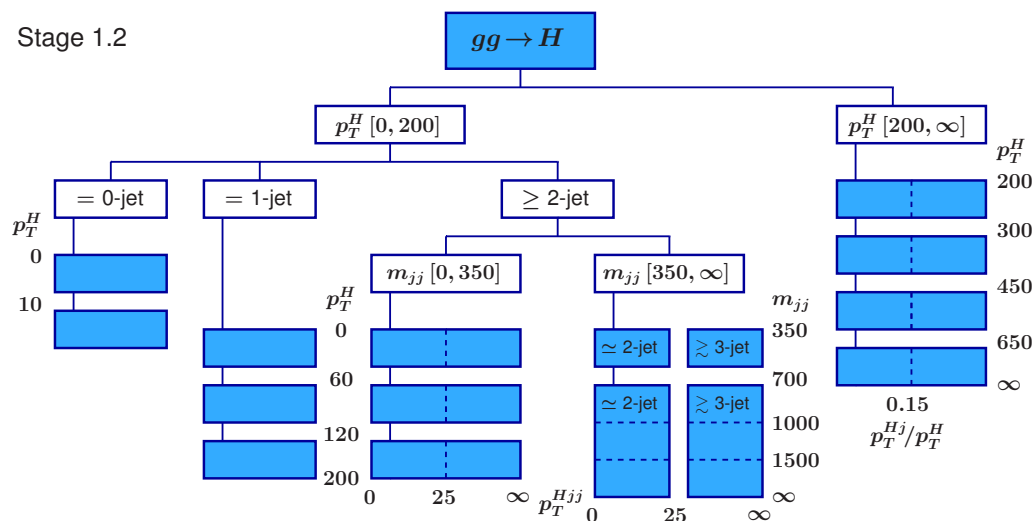 Stage 1.2
gg → H
p_T^H [0, 200]
p_T^H [200, ∞]
= 0-jet
= 1-jet
≥ 2-jet
m_jj [0, 350]
m_jj [350, ∞]
p_T^H
0
10
p_T^H
0
60
120
200
0 25 ∞
≃ 2-jet
≳ 3-jet
≃ 2-jet
≳ 3-jet
m_jj
350
700
1000
1500
∞
p_T^Hjj
0 25 ∞
p_T^H
200
300
450
650
∞
0.15
p_T^Hj/p_T^H